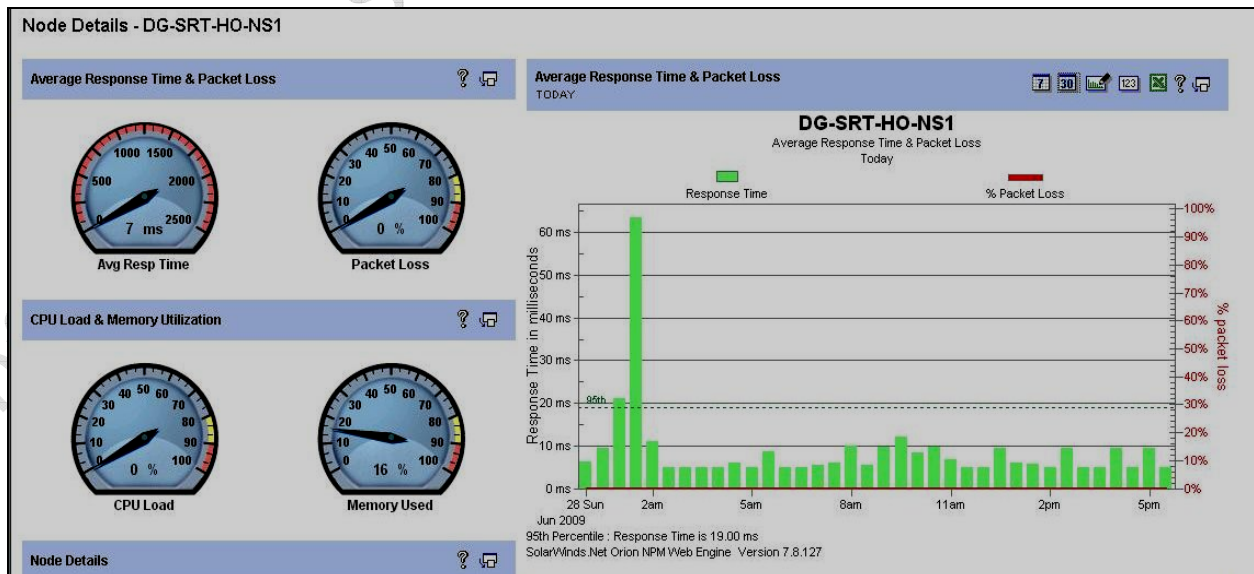 Node Details - DG-SRT-HO-NS1
Average Response Time & Packet Loss
?
500 1000 1500 2000 2500
0
7 ms
Avg Resp Time
0 10 20 30 40 50 60 70 80 90 100
0 %
Packet Loss
CPU Load & Memory Utilization
?
0 10 20 30 40 50 60 70 80 90 100
0 %
CPU Load
0 10 20 30 40 50 60 70 80 90 100
16 %
Memory Used
Node Details
?
Average Response Time & Packet Loss
TODAY
7 30 123 ?
DG-SRT-HO-NS1
Average Response Time & Packet Loss
Today
Response Time
% Packet Loss
Response Time in milliseconds
60 ms
50 ms
40 ms
30 ms
20 ms
10 ms
0 ms
95th
100%
90%
80%
70%
60%
50%
40%
30%
20%
10%
0%
% packet loss
28 Sun 2am 5am 8am 11am 2pm 5pm
Jun 2009
95th Percentile : Response Time is 19.00 ms
SolarWinds.Net Orion NPM Web Engine Version 7.8.127